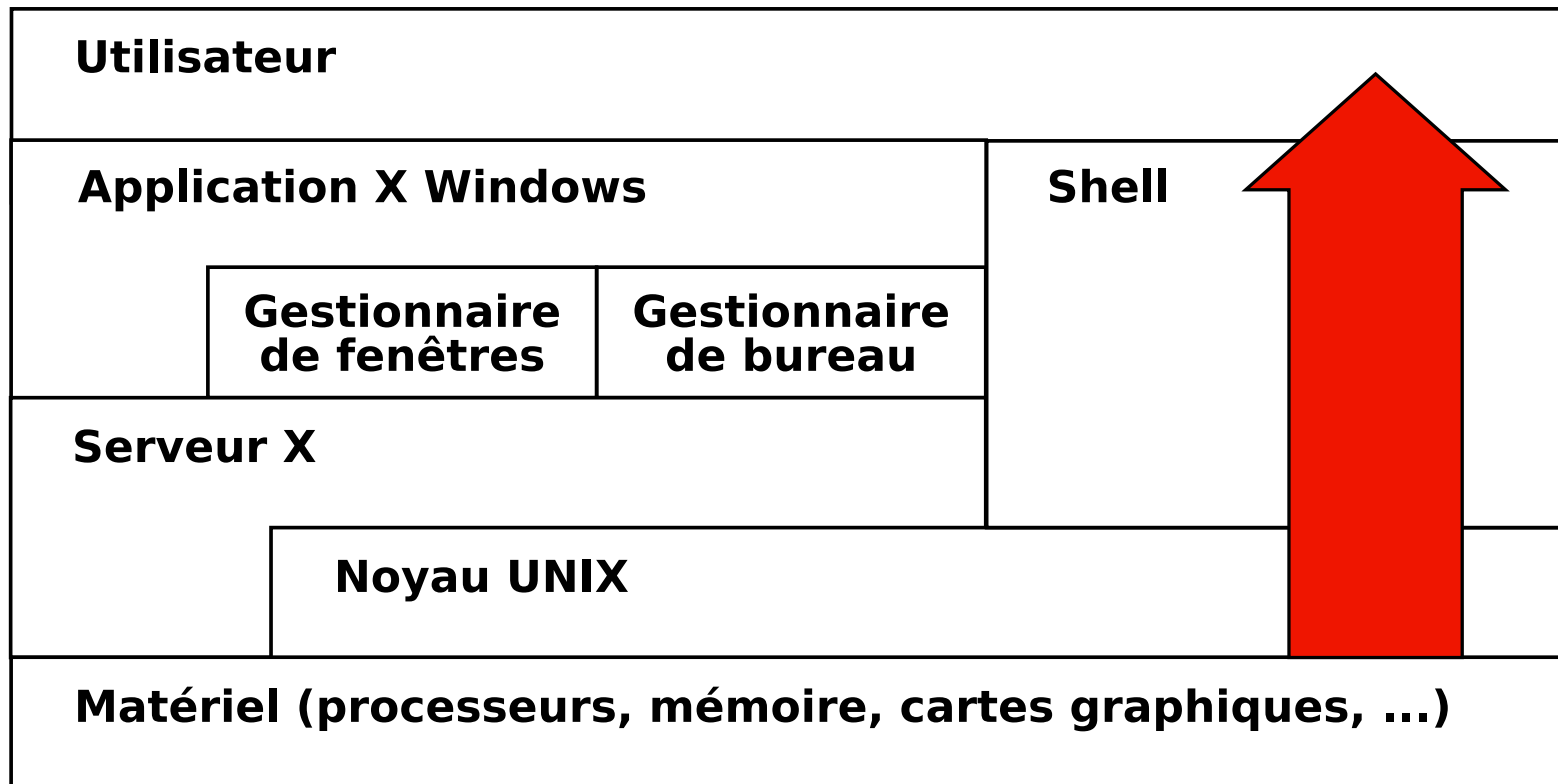 Utilisateur
Application X Windows
Shell
Gestionnaire
de fenêtres
Gestionnaire
de bureau
Serveur X
Noyau UNIX
Matériel (processeurs, mémoire, cartes graphiques, ...)